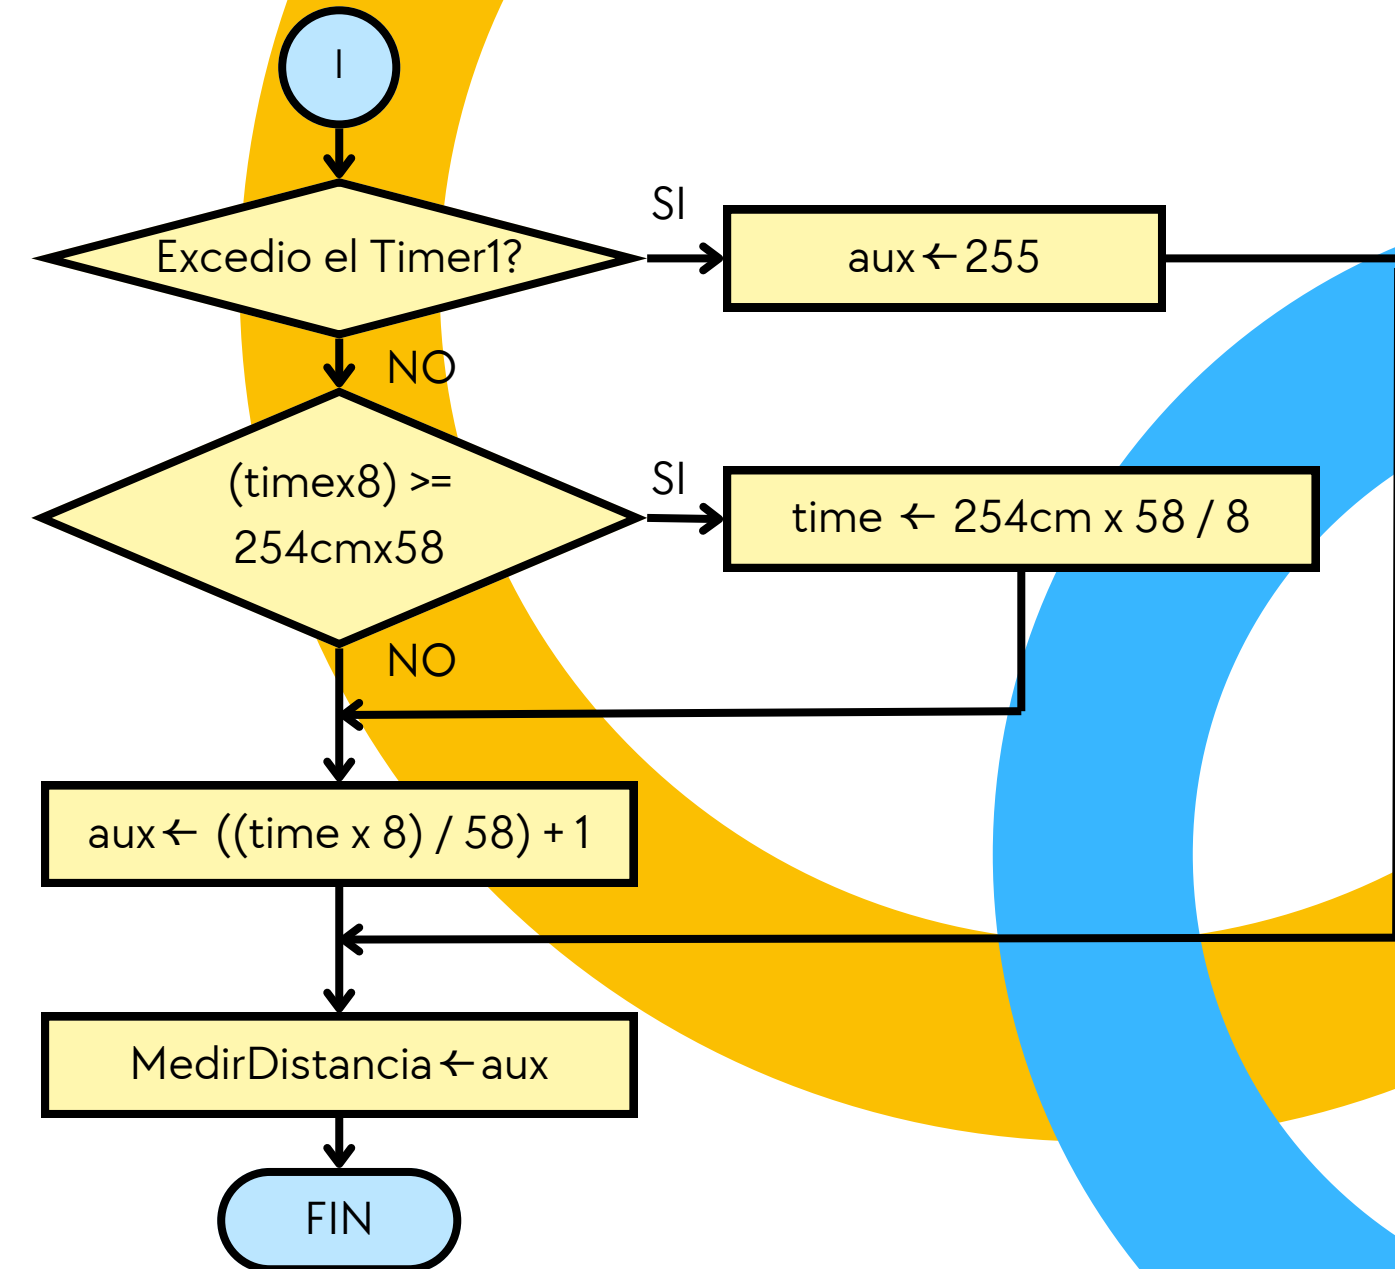 I
Excedio el Timer1?
SI
aux←255
NO
(timex8) >=
254cmx58
SI
time ← 254cm x 58 / 8
NO
aux← ((time x 8) / 58) + 1
MedirDistancia←aux
FIN